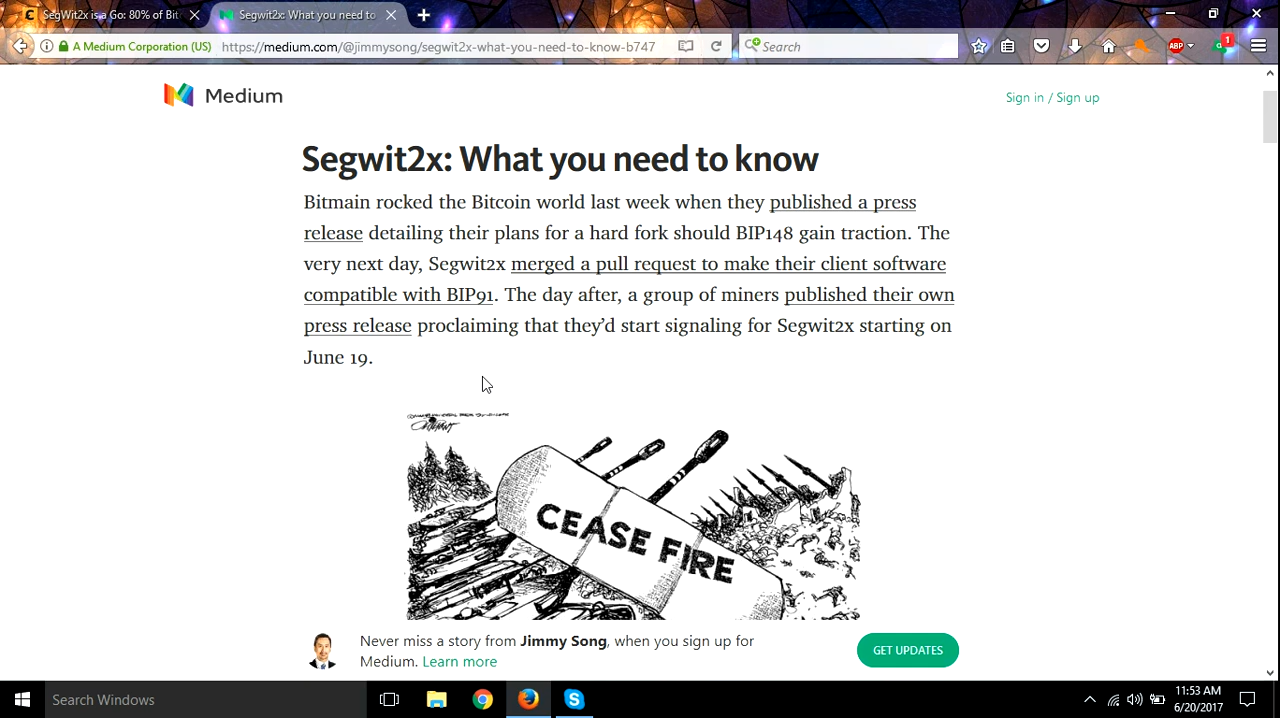 SegWit2x is a Go: 80% of Bit
Segwit2x: What you need to
A Medium Corporation (US)
https://medium.com/@jimmysong/segwit2x-what-you-need-to-know-b747
Search
ABP
1
Medium
Sign in / Sign up
Segwit2x: What you need to know
Bitmain rocked the Bitcoin world last week when they published a press
release detailing their plans for a hard fork should BIP148 gain traction. The
very next day, Segwit2x merged a pull request to make their client software
compatible with BIP91. The day after, a group of miners published their own
press release proclaiming that they’d start signaling for Segwit2x starting on
June 19.
CEASE FIRE
Never miss a story from Jimmy Song, when you sign up for
Medium. Learn more
GET UPDATES
Search Windows
11:53 AM
6/20/2017